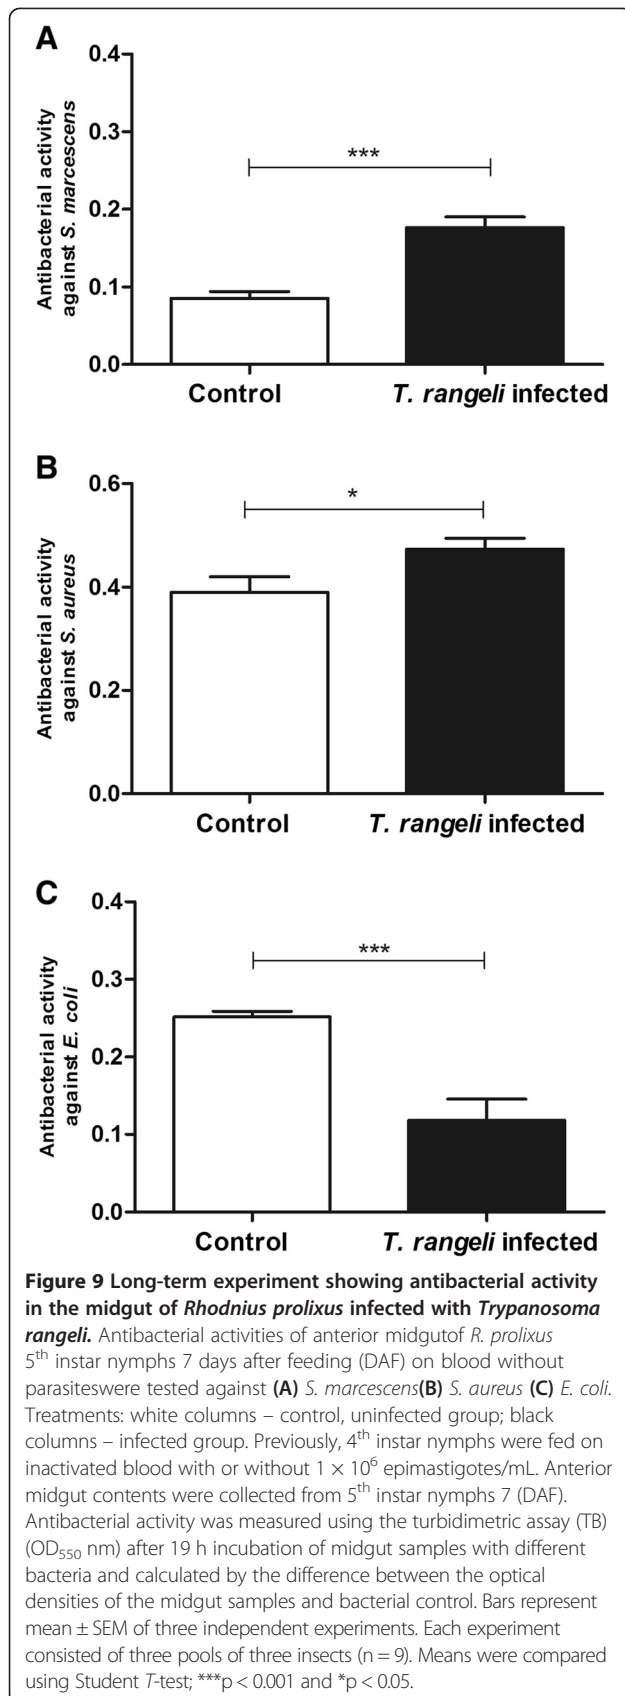 A
0.4
0.3
0.2
0.1
0.0
Antibacterial activity
against S. marcescens
***
Control
T. rangeli infected
B
0.6
0.4
0.2
0.0
Antibacterial activity
against S. aureus
*
Control
T. rangeli infected
C
0.4
0.3
0.2
0.1
0.0
Antibacterial activity
against E. coli
***
Control
T. rangeli infected
Figure 9 Long-term experiment showing antibacterial activity
in the midgut of Rhodnius prolixus infected with Trypanosoma
rangeli. Antibacterial activities of anterior midgutof R. prolixus
5th instar nymphs 7 days after feeding (DAF) on blood without
parasiteswere tested against (A) S. marcescens(B) S. aureus (C) E. coli.
Treatments: white columns – control, uninfected group; black
columns – infected group. Previously, 4th instar nymphs were fed on
inactivated blood with or without 1 × 10⁶ epimastigotes/mL. Anterior
midgut contents were collected from 5th instar nymphs 7 (DAF).
Antibacterial activity was measured using the turbidimetric assay (TB)
(OD₅₅₀ nm) after 19 h incubation of midgut samples with different
bacteria and calculated by the difference between the optical
densities of the midgut samples and bacterial control. Bars represent
mean ± SEM of three independent experiments. Each experiment
consisted of three pools of three insects (n = 9). Means were compared
using Student T-test; ***p < 0.001 and *p < 0.05.